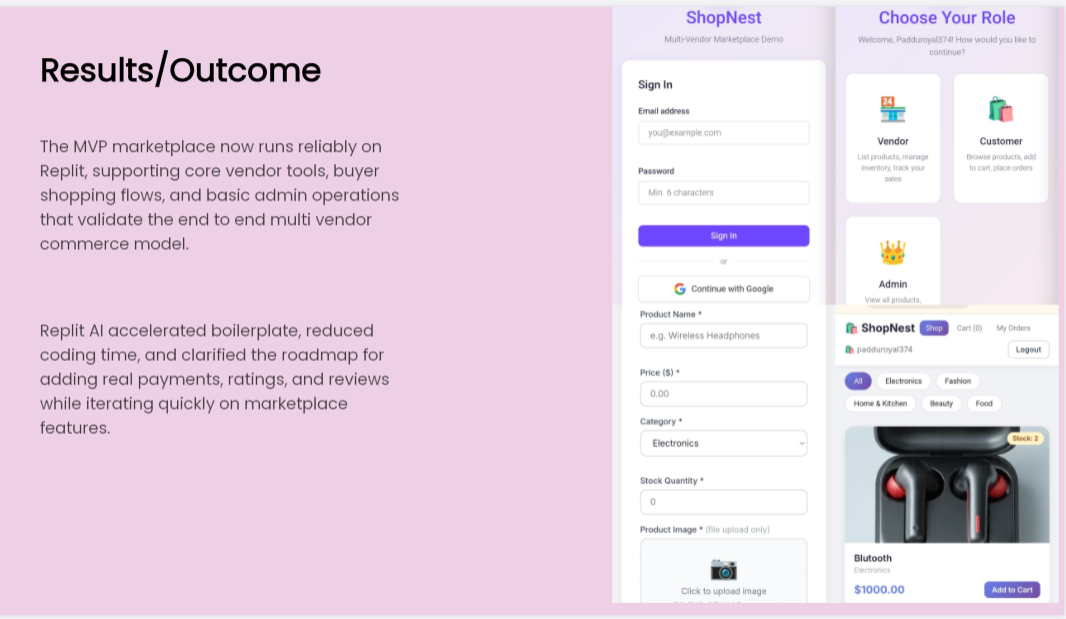 Results/Outcome
The MVP marketplace now runs reliably on
Replit, supporting core vendor tools, buyer
shopping flows, and basic admin operations
that validate the end to end multi vendor
commerce model.
Replit AI accelerated boilerplate, reduced
coding time, and clarified the roadmap for
adding real payments, ratings, and reviews
while iterating quickly on marketplace
features.
ShopNest
Multi-Vendor Marketplace Demo
Sign In
Email address
you@example.com
Password
Min. 6 characters
Sign In
or
G Continue with Google
Choose Your Role
Welcome, Padduroyal374! How would you like to
continue?
24
Vendor
List products, manage
inventory, track your
sales
Customer
Browse products, add
to cart, place orders
Admin
View all products,
Product Name *
e.g. Wireless Headphones
Price ($) *
0.00
Category *
Electronics
Stock Quantity *
0
Product Image * (file upload only)
Click to upload image
ShopNest Shop Cart (0) My Orders
padduroyal374 Logout
All Electronics Fashion
Home & Kitchen Beauty Food
Stock: 2
Blutooth
Electronics
$1000.00 Add to Cart